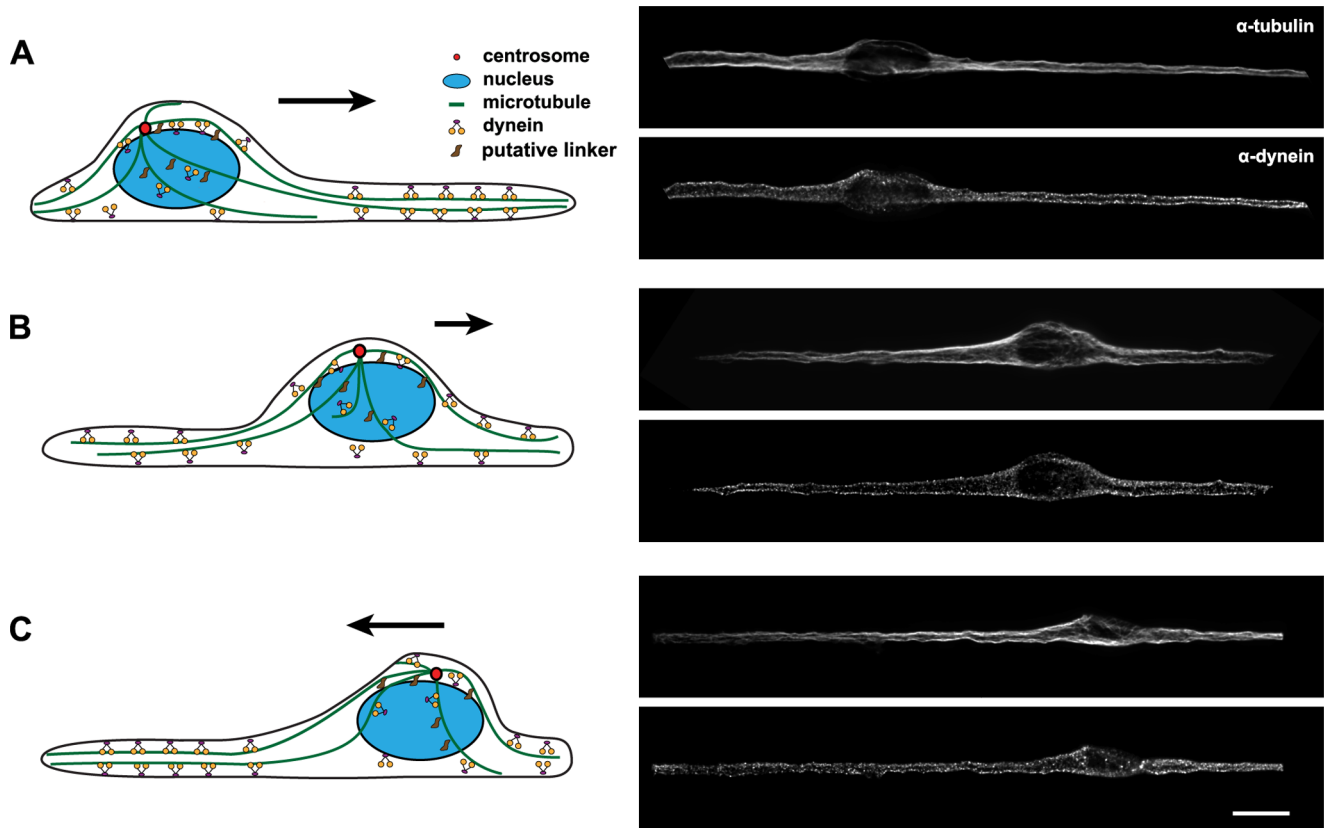 A
centrosome
nucleus
microtubule
dynein
putative linker
α-tubulin
α-dynein
B
C